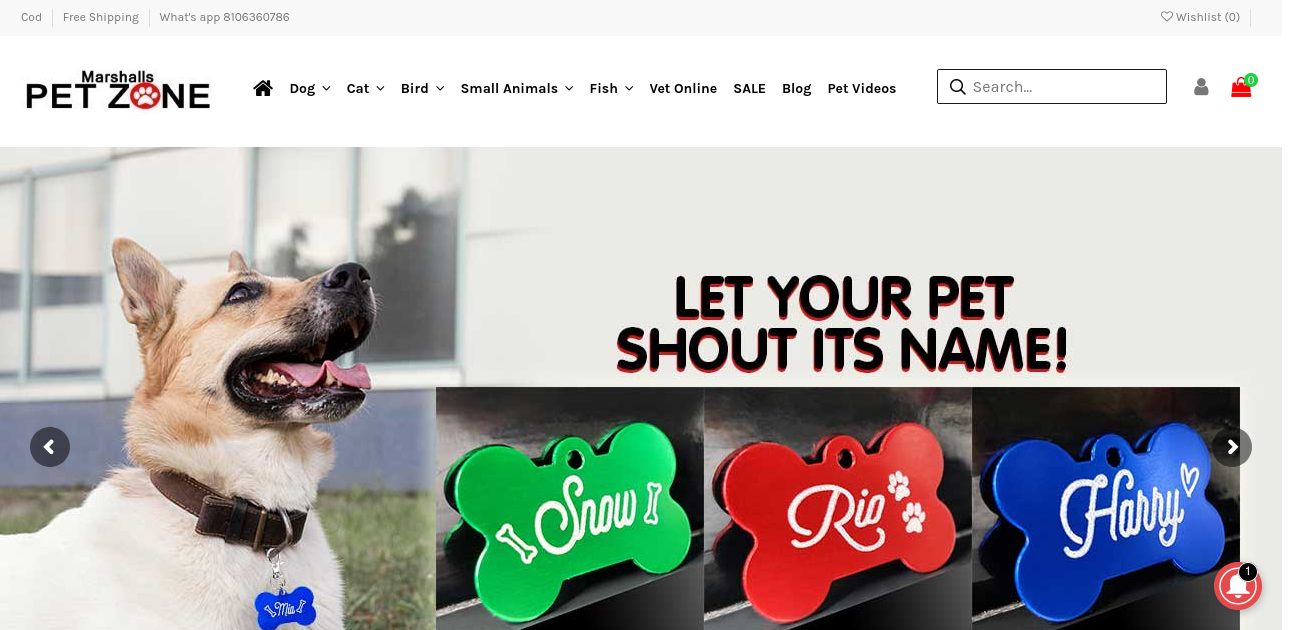 Cod Free Shipping What's app 8106360786 Wishlist (0)
Marshalls
PET ZONE
Dog Cat Bird Small Animals Fish Vet Online SALE Blog Pet Videos Search... 0
LET YOUR PET
SHOUT ITS NAME!
Snow Rio Harry
Mia
1